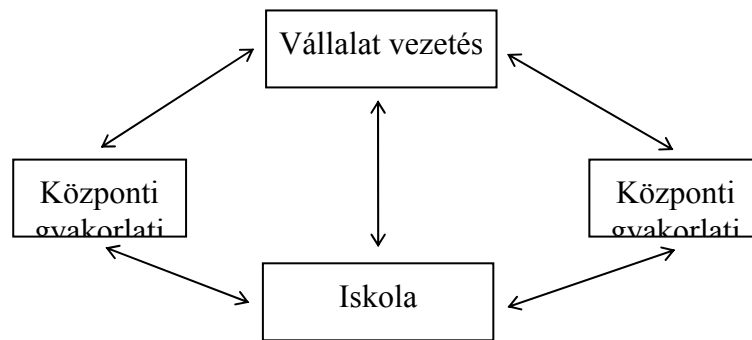 Vállalat vezetés
Központi
gyakorlati
Központi
gyakorlati
Iskola